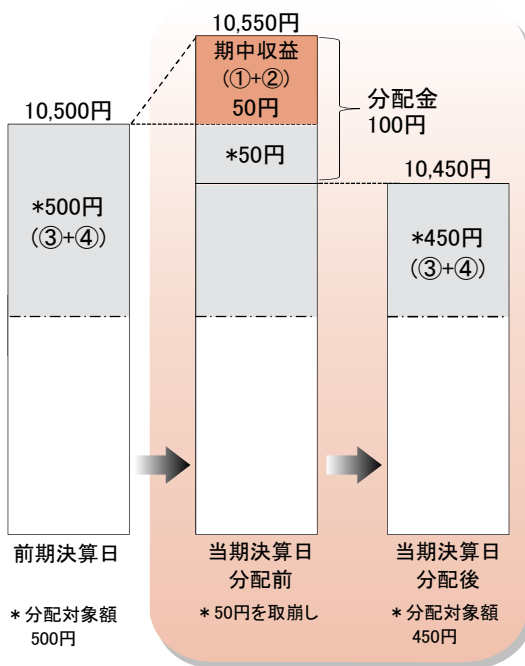 10,550円
期中収益
(①+②)
50円
分配金
100円
10,500円
*50円
10,450円
*500円
(③+④)
*450円
(③+④)
前期決算日
当期決算日
分配前
当期決算日
分配後
*分配対象額
500円
*50円を取崩し
*分配対象額
450円